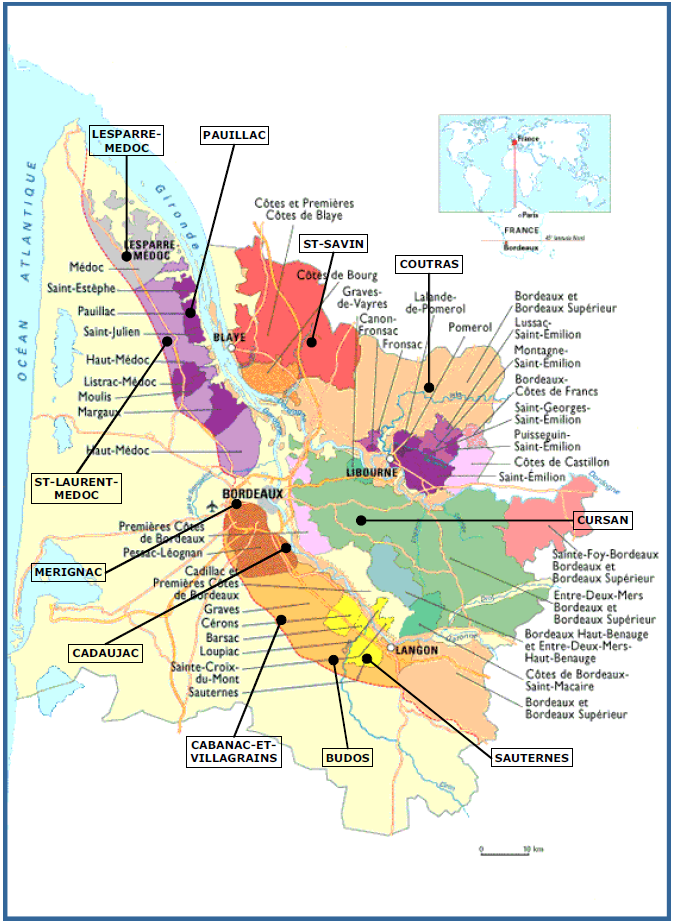 LESPARRE-
MEDOC
PAUILLAC
OCÉAN ATLANTIQUE
Gironde
France
Paris
FRANCE
45° latitude Nord
Bordeaux
Côtes et Premières
Côtes de Blaye
ST-SAVIN
COUTRAS
LESPARRE-
MÉDOC
Médoc
Saint-Estèphe
Pauillac
Saint-Julien
BLAYE
Haut-Médoc
Listrac-Médoc
Moulis
Margaux
Haut-Médoc
Côtes de Bourg
Graves-
de-Vayres
Canon-
Fronsac
Fronsac
Lalande-
de-Pomerol
Pomerol
Bordeaux et
Bordeaux Supérieur
Lussac-
Saint-Émilion
Montagne-
Saint-Émilion
Bordeaux-
Côtes de Francs
Saint-Georges-
Saint-Émilion
Puisseguin-
Saint-Émilion
Côtes de Castillon
Saint-Émilion
Isle
Dordogne
LIBOURNE
Dordogne
ST-LAURENT-
MEDOC
BORDEAUX
CURSAN
Premières Côtes
de Bordeaux
Pessac-Léognan
MERIGNAC
Cadillac et
Premières Côtes
de Bordeaux
Graves
Cérons
Barsac
Loupiac
Sainte-Croix-
du-Mont
Sauternes
CADAUJAC
Sainte-Foy-Bordeaux
Bordeaux et
Bordeaux Supérieur
Entre-Deux-Mers
Bordeaux et
Bordeaux Supérieur
Bordeaux Haut-Benauge
et Entre-Deux-Mers-
Haut-Benauge
Côtes de Bordeaux-
Saint-Macaire
Bordeaux et
Bordeaux Supérieur
Drot
Garonne
LANGON
CABANAC-ET-
VILLAGRAINS
BUDOS
SAUTERNES
0
10 km